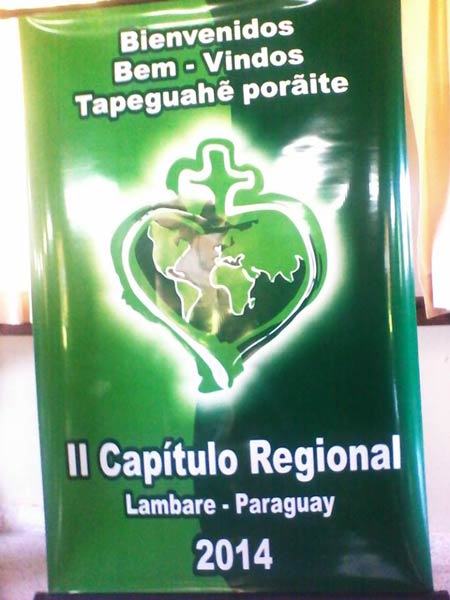 Bienvenidos
Bem - Vindos
Tapeguahẽ porãite
II Capítulo Regional
Lambare - Paraguay
2014